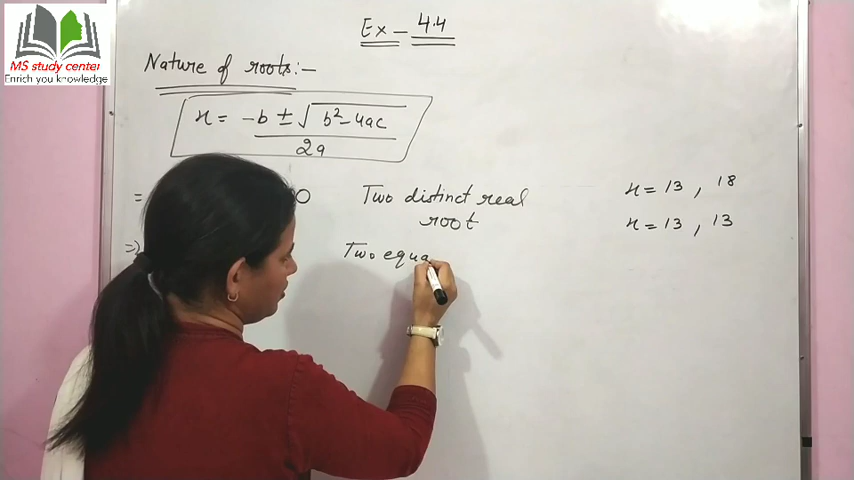 MS study center
Enrich you knowledge
Ex - 4.4
Nature of roots:-
x = -b ± √b² - 4ac / 2a
= 0 Two distinct real root x = 13, 18
=> Two equa x = 13, 13